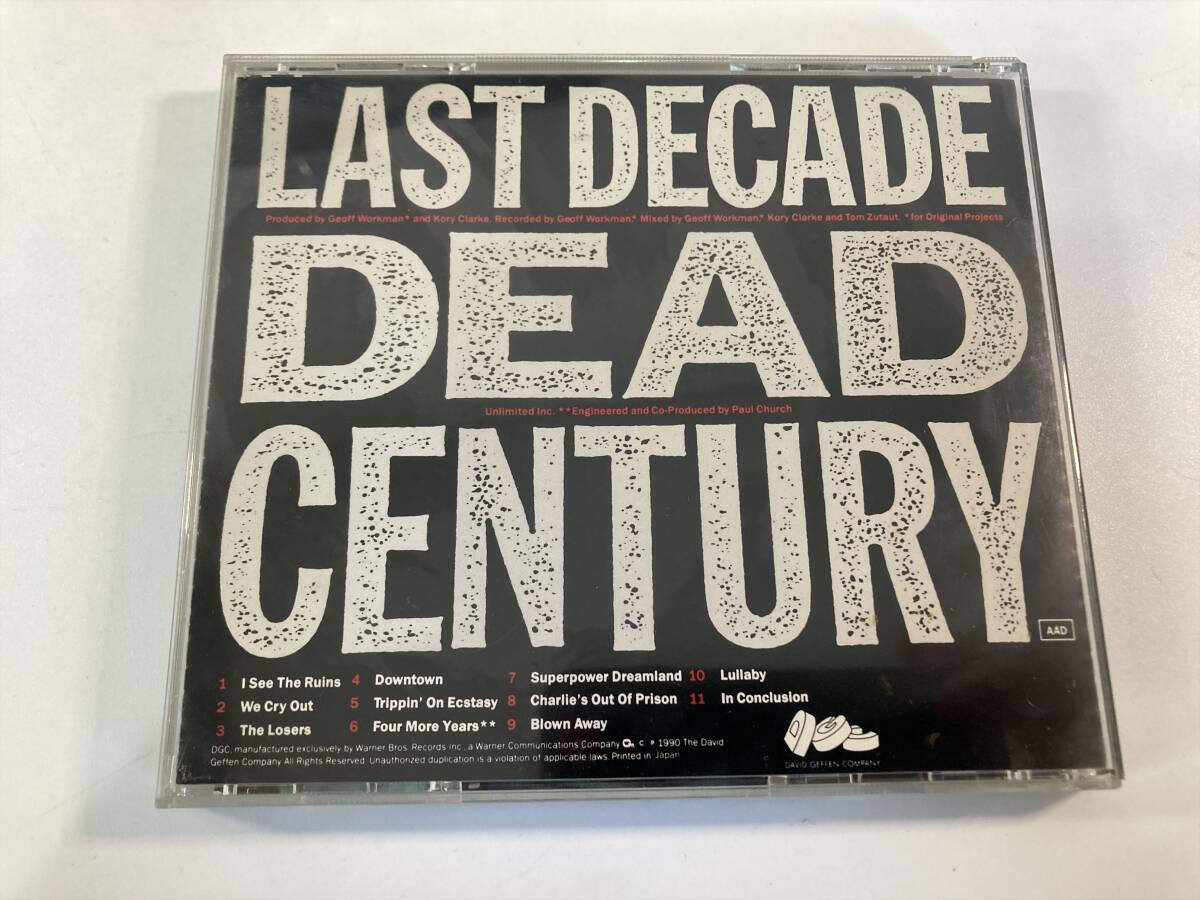 LAST DECADE
Produced by Geoff Workman* and Kory Clarke. Recorded by Geoff Workman.* Mixed by Geoff Workman,* Kory Clarke and Tom Zutaut. *for Original Projects
DEAD
Unlimited Inc. **Engineered and Co-Produced by Paul Church
CENTURY
AAD
1 I See The Ruins
2 We Cry Out
3 The Losers
4 Downtown
5 Trippin' On Ecstasy
6 Four More Years**
7 Superpower Dreamland
8 Charlie's Out Of Prison
9 Blown Away
10 Lullaby
11 In Conclusion
DGC, manufactured exclusively by Warner Bros. Records Inc., a Warner Communications Company C P 1990 The David
Geffen Company All Rights Reserved. Unauthorized duplication is a violation of applicable laws. Printed in Japan
DGC
DAVID GEFFEN COMPANY